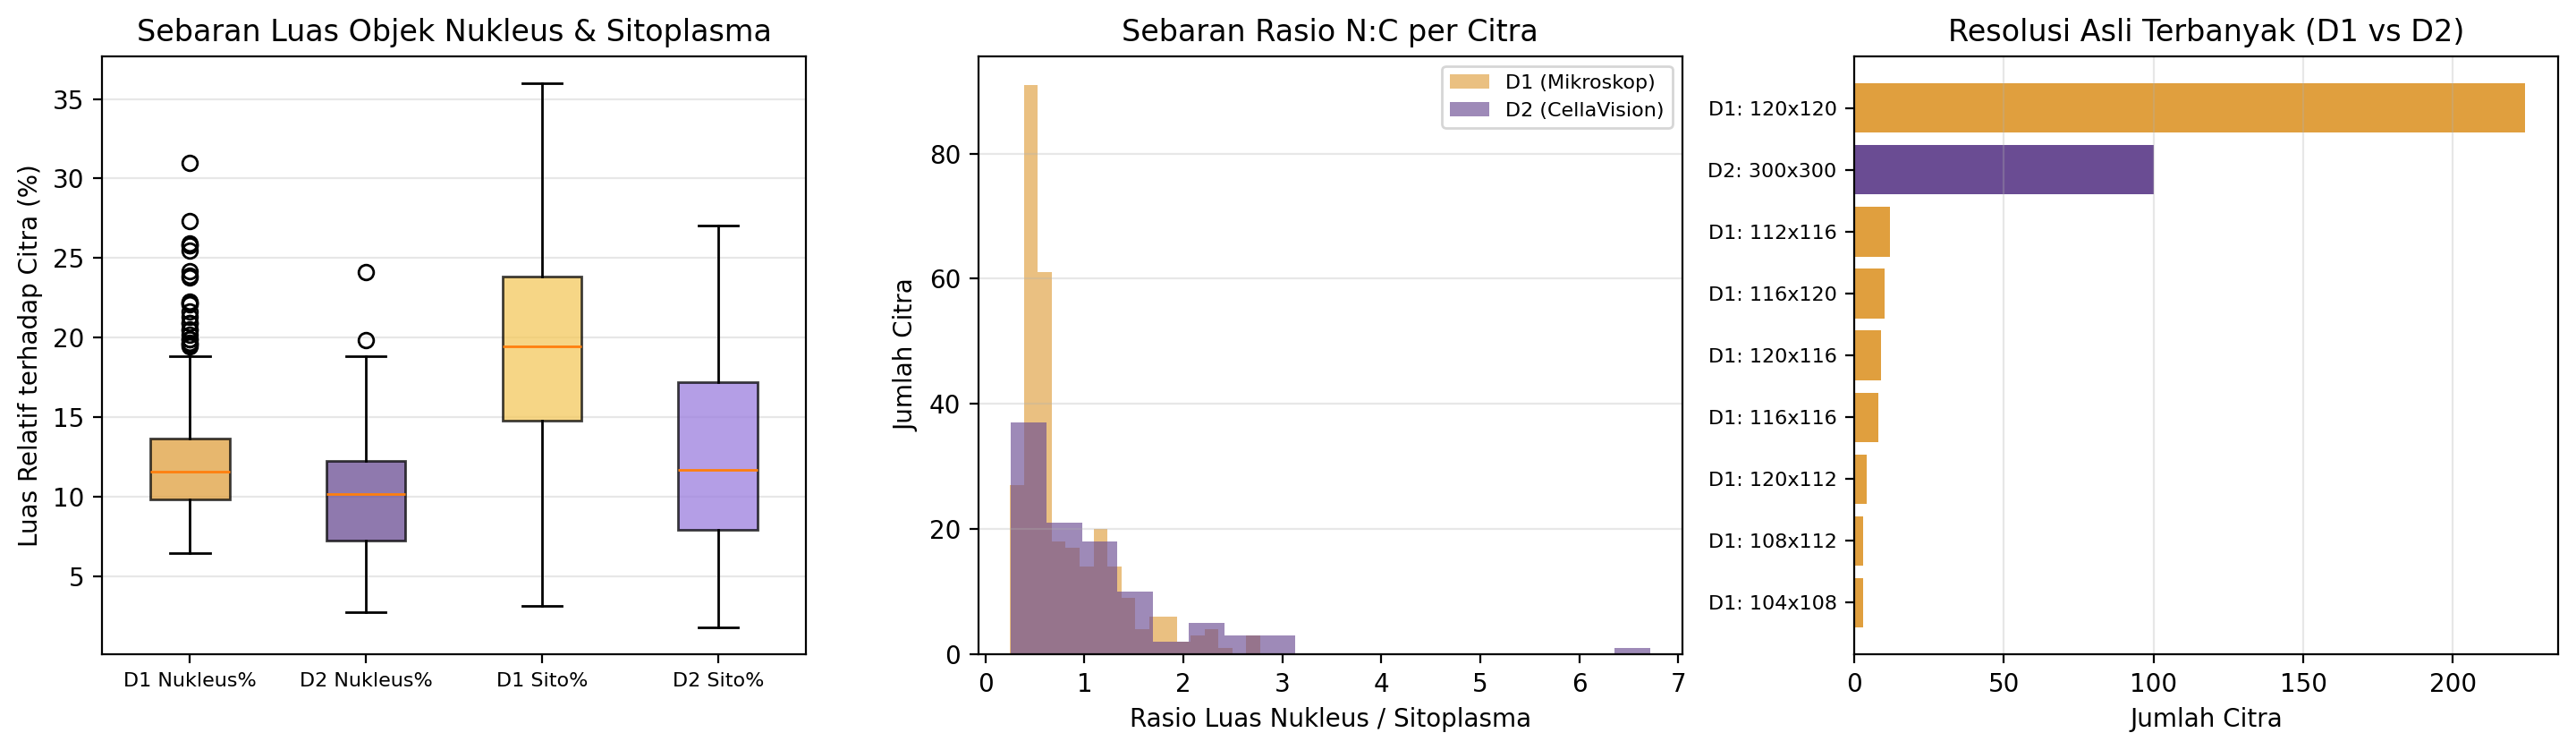 Sebaran Luas Objek Nukleus & Sitoplasma
Luas Relatif terhadap Citra (%)
35
30
25
20
15
10
5
D1 Nukleus%
D2 Nukleus%
D1 Sito%
D2 Sito%
Sebaran Rasio N:C per Citra
D1 (Mikroskop)
D2 (CellaVision)
Jumlah Citra
80
60
40
20
0
0 1 2 3 4 5 6 7
Rasio Luas Nukleus / Sitoplasma
Resolusi Asli Terbanyak (D1 vs D2)
D1: 120x120
D2: 300x300
D1: 112x116
D1: 116x120
D1: 120x116
D1: 116x116
D1: 120x112
D1: 108x112
D1: 104x108
0 50 100 150 200
Jumlah Citra